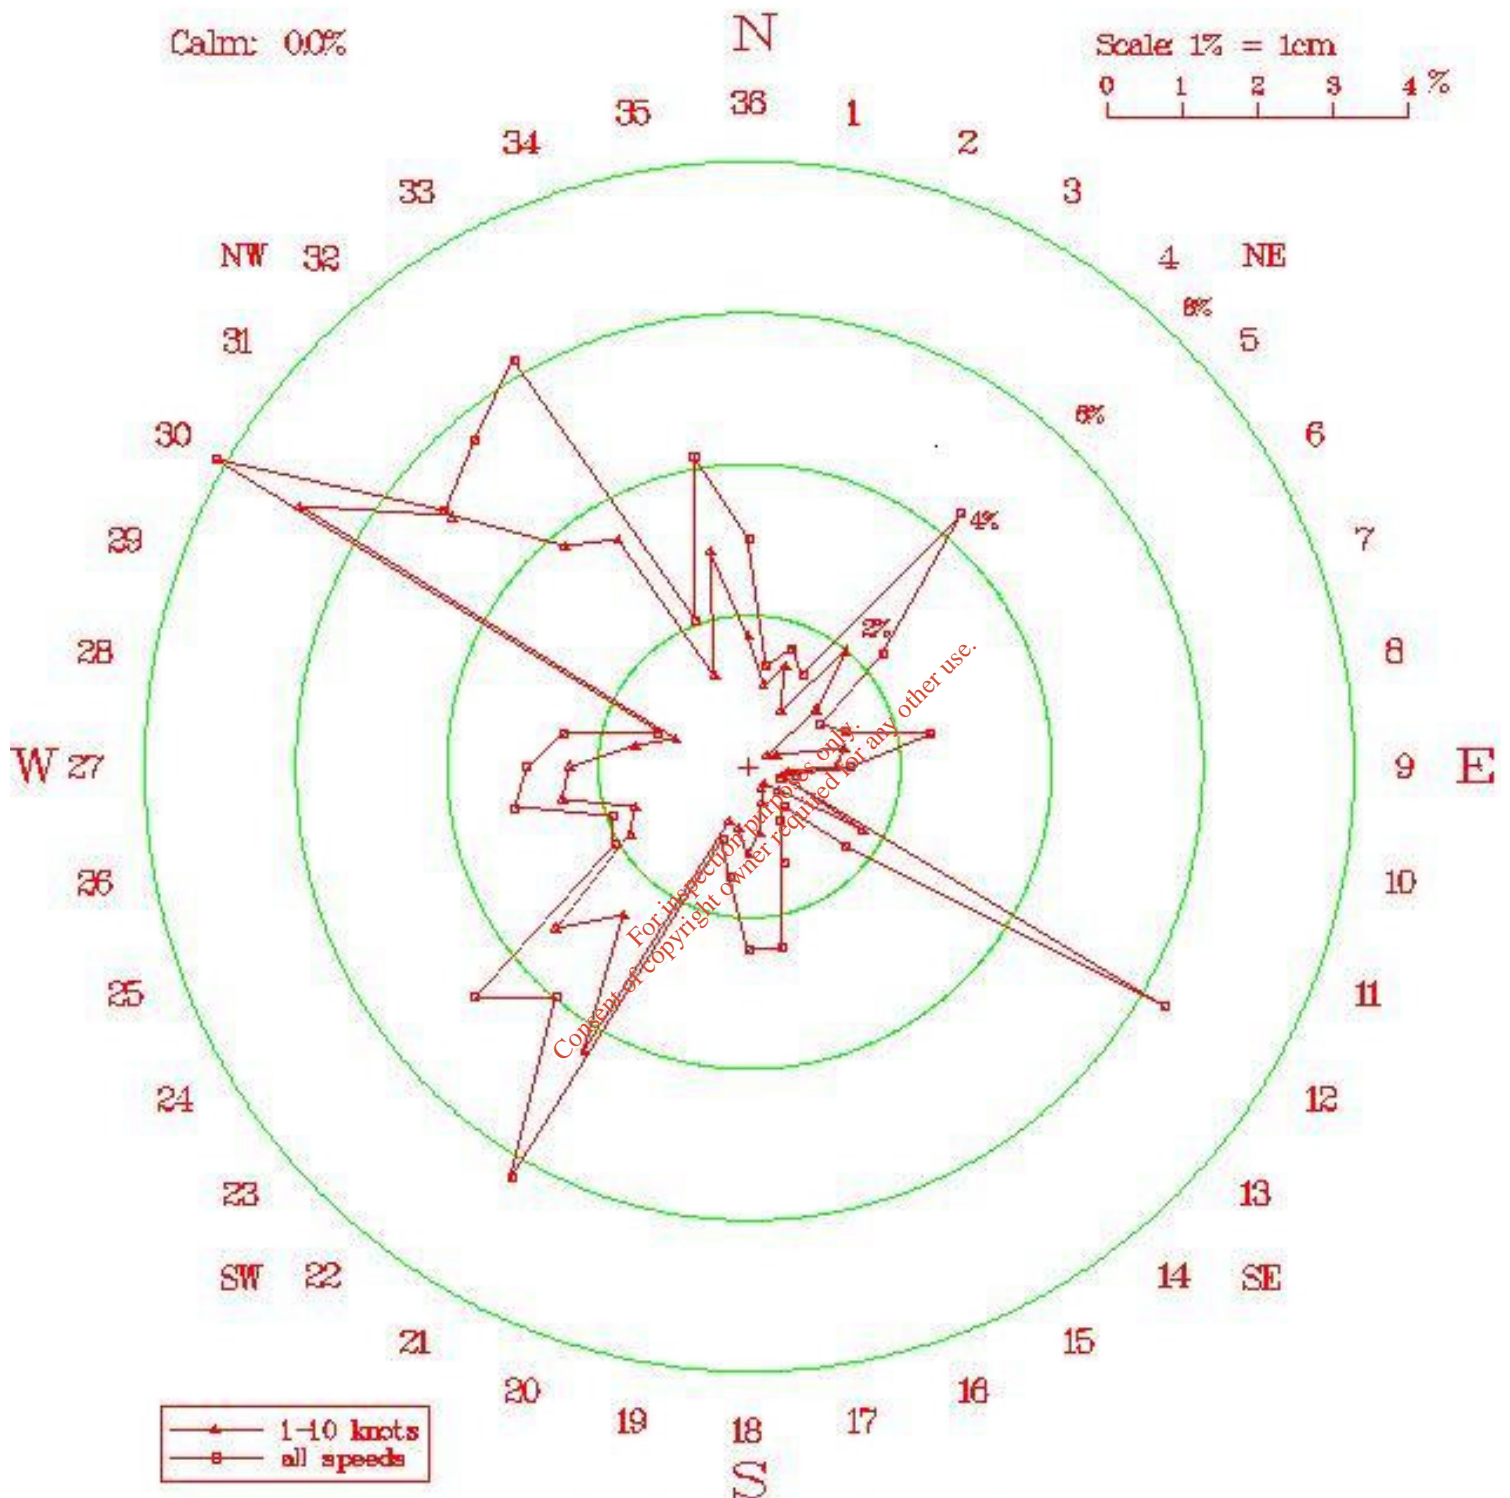 N
Calm: 0.0%
Scale: 1% = 1cm
0 1 2 3 4 %
36
35
1
34
2
33
3
NW 32
4 NE
8%
31
5
6%
30
6
4%
29
7
2%
28
8
W 27
9 E
For inspection purposes only.
Consent of copyright owner required for any other use.
26
10
25
11
24
12
23
13
SW 22
14 SE
21
15
20
16
19
17
18
1-10 knots
all speeds
S